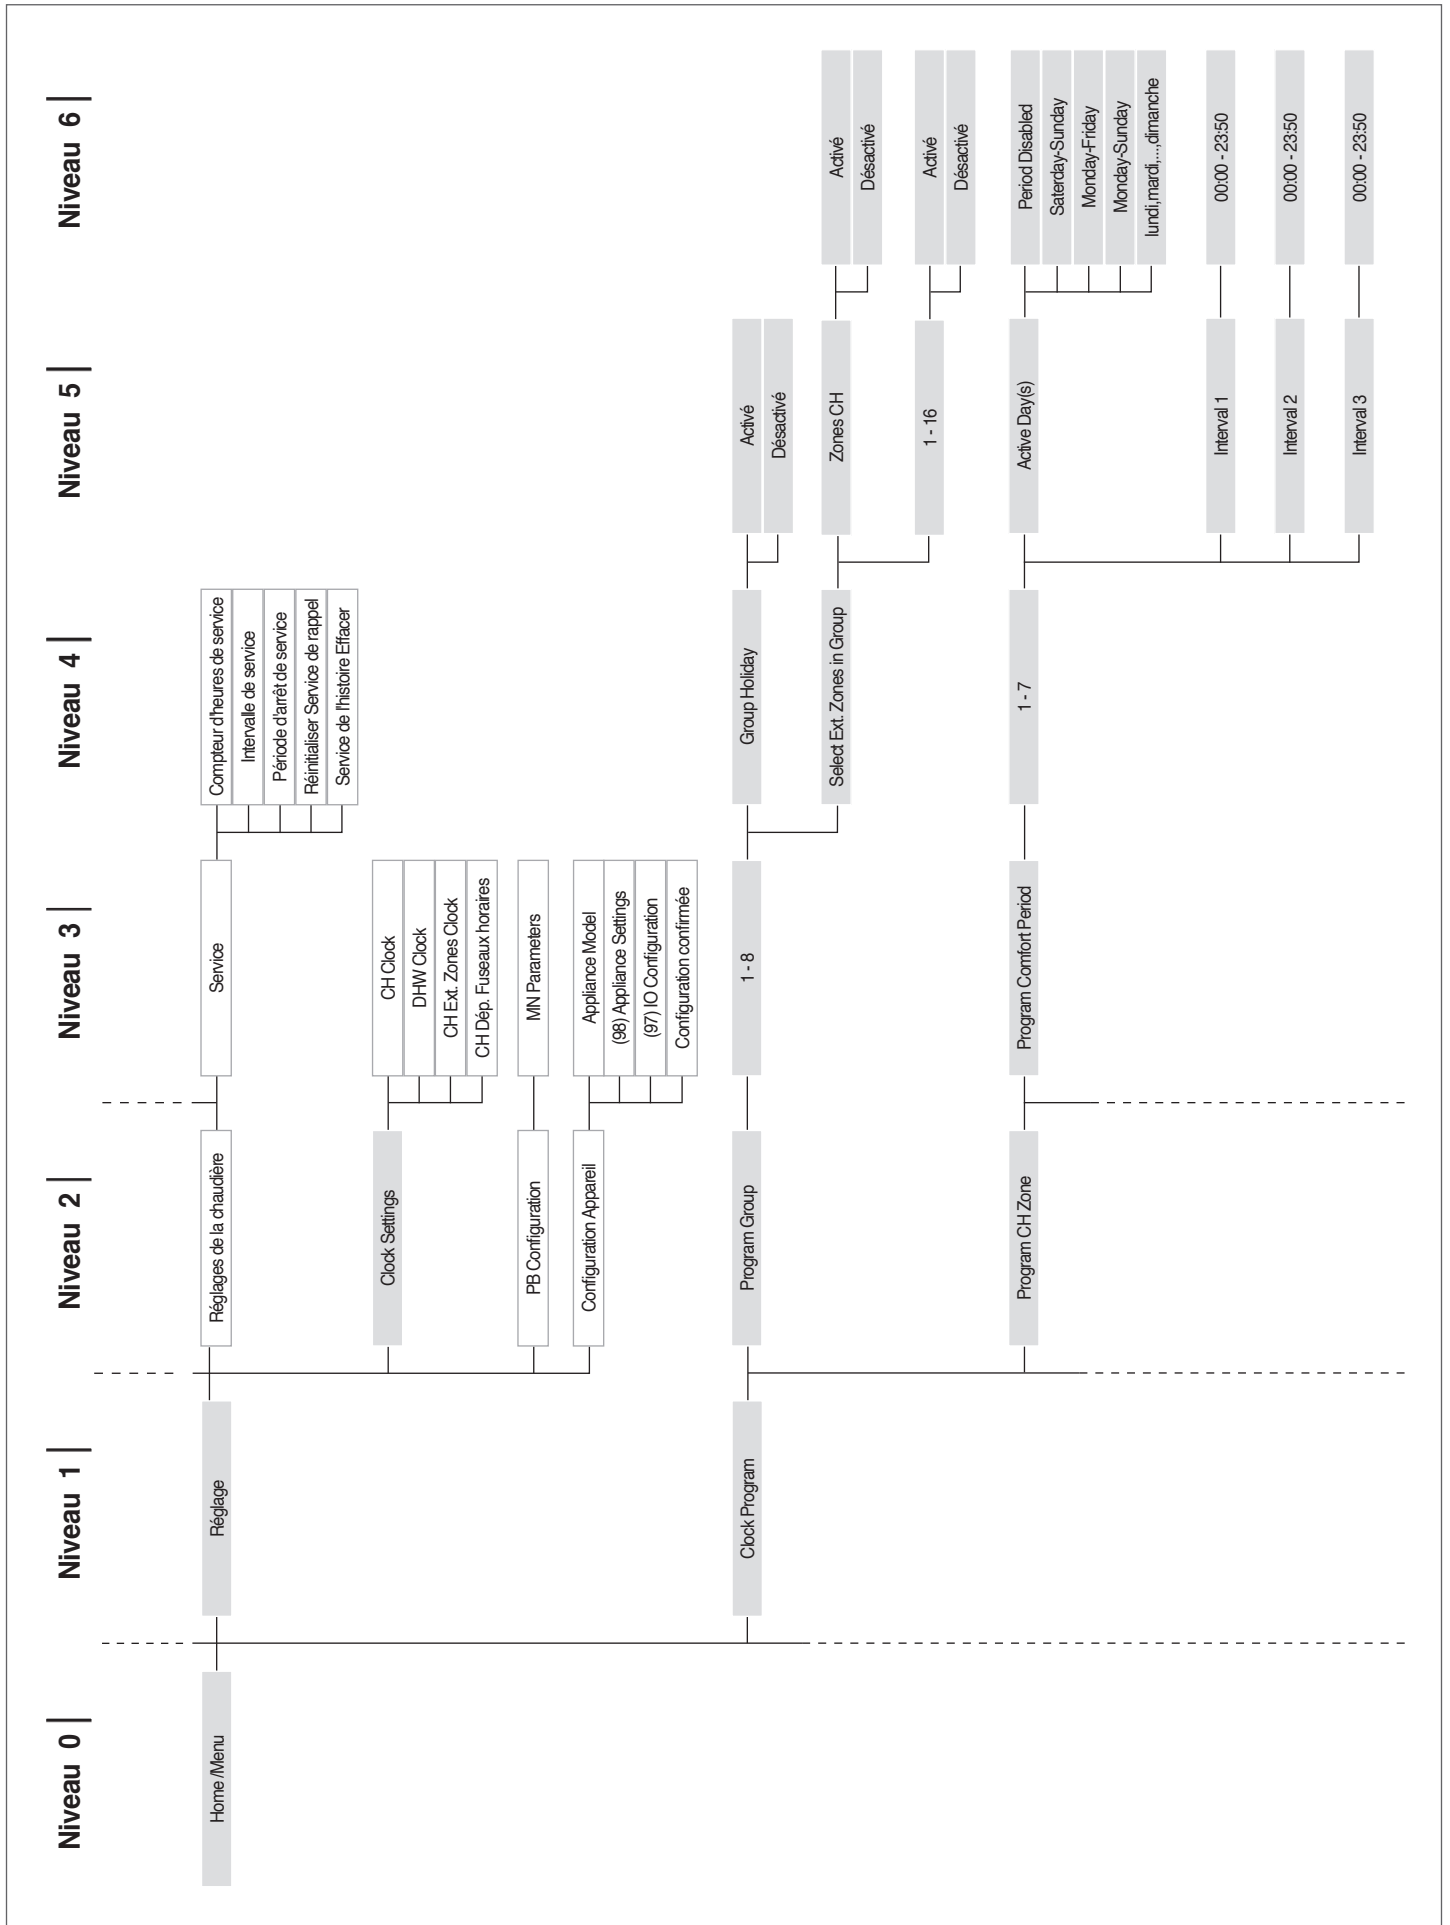 Niveau 0
Niveau 1
Niveau 2
Niveau 3
Niveau 4
Niveau 5
Niveau 6
Home /Menu
Réglage
Réglages de la chaudière
Service
Compteur d'heures de service
Intervalle de service
Période d'arrêt de service
Réinitialiser Service de rappel
Service de l'histoire Effacer
Clock Settings
CH Clock
DHW Clock
CH Ext. Zones Clock
CH Dép. Fuseaux horaires
PB Configuration
MN Parameters
Configuration Appareil
Appliance Model
(98) Appliance Settings
(97) IO Configuration
Configuration confirmée
Clock Program
Program Group
1 - 8
Group Holiday
Activé
Désactivé
Select Ext. Zones in Group
Zones CH
Activé
Désactivé
1 - 16
Activé
Désactivé
Program CH Zone
Program Comfort Period
1 - 7
Active Day(s)
Period Disabled
Saterday-Sunday
Monday-Friday
Monday-Sunday
lundi,mardi,...,dimanche
Interval 1
00:00 - 23:50
Interval 2
00:00 - 23:50
Interval 3
00:00 - 23:50